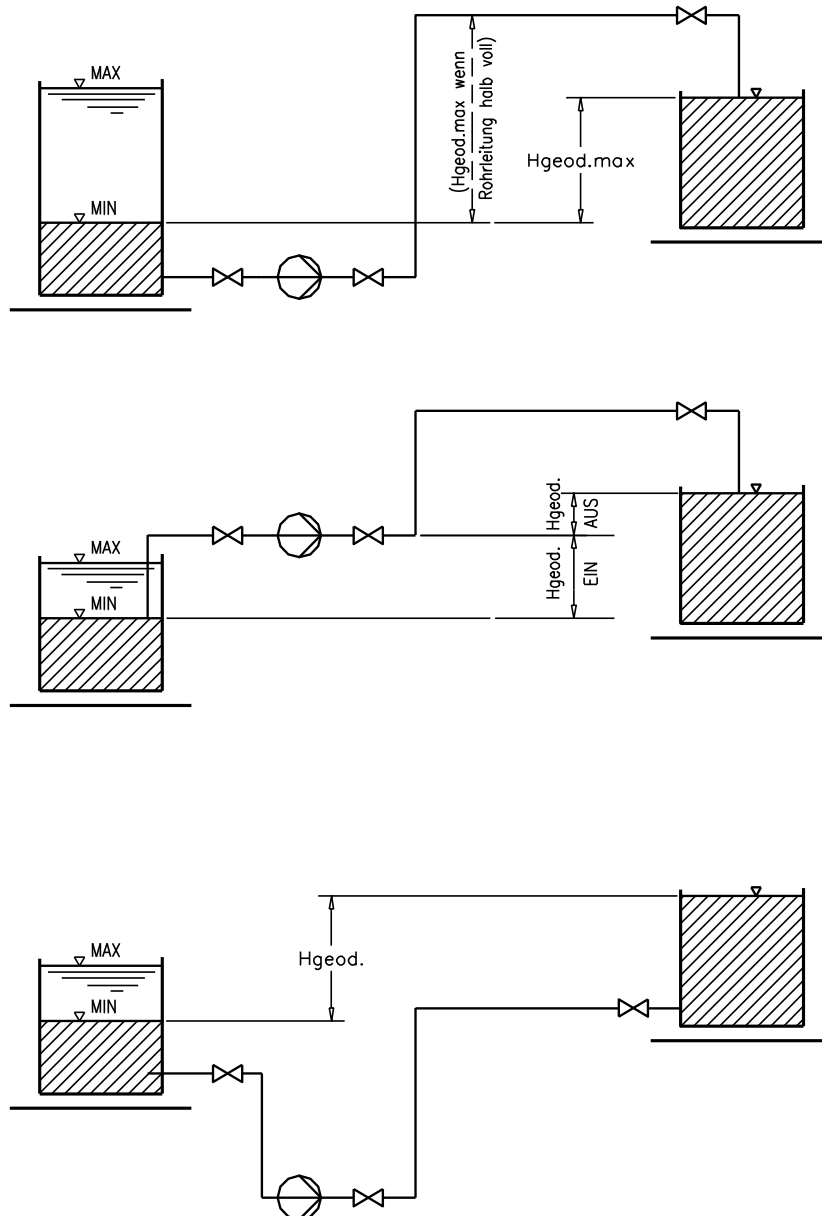 MAX
(Hgeod.max wenn
Rohrleitung halb voll)
Hgeod.max
MIN
Hgeod.
AUS
MAX
Hgeod.
EIN
MIN
MAX
Hgeod.
MIN